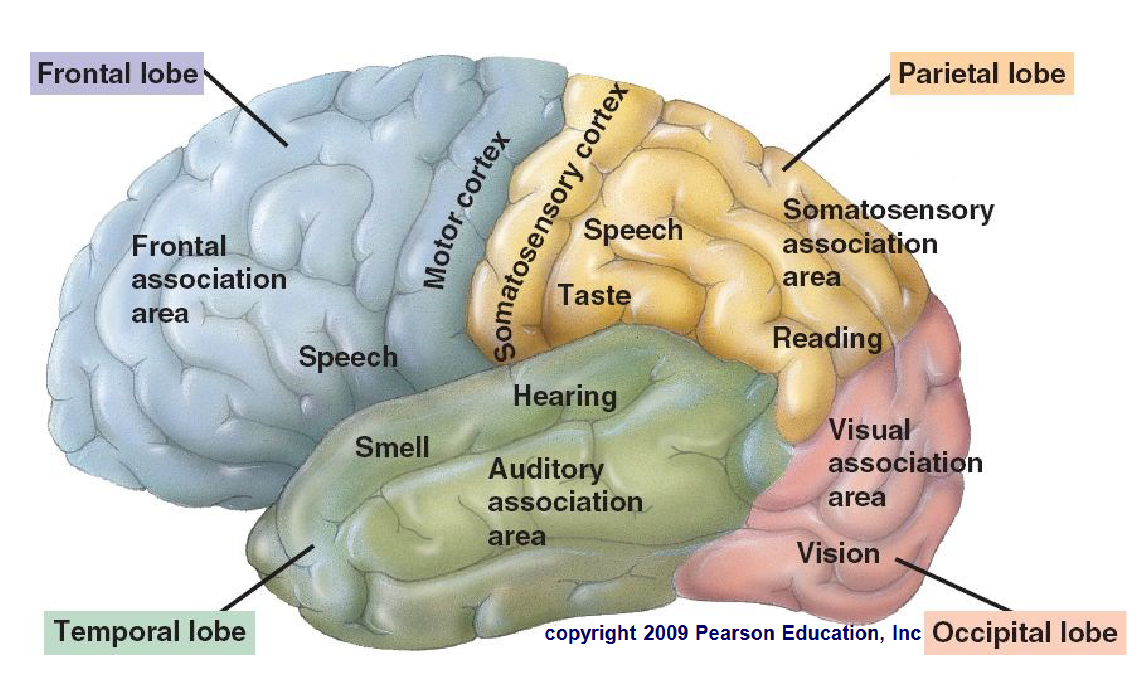 Frontal lobe
Parietal lobe
Motor cortex
Somatosensory cortex
Frontal
association
area
Speech
Speech
Taste
Somatosensory
association
area
Reading
Hearing
Smell
Auditory
association
area
Visual
association
area
Vision
Temporal lobe
copyright 2009 Pearson Education, Inc
Occipital lobe